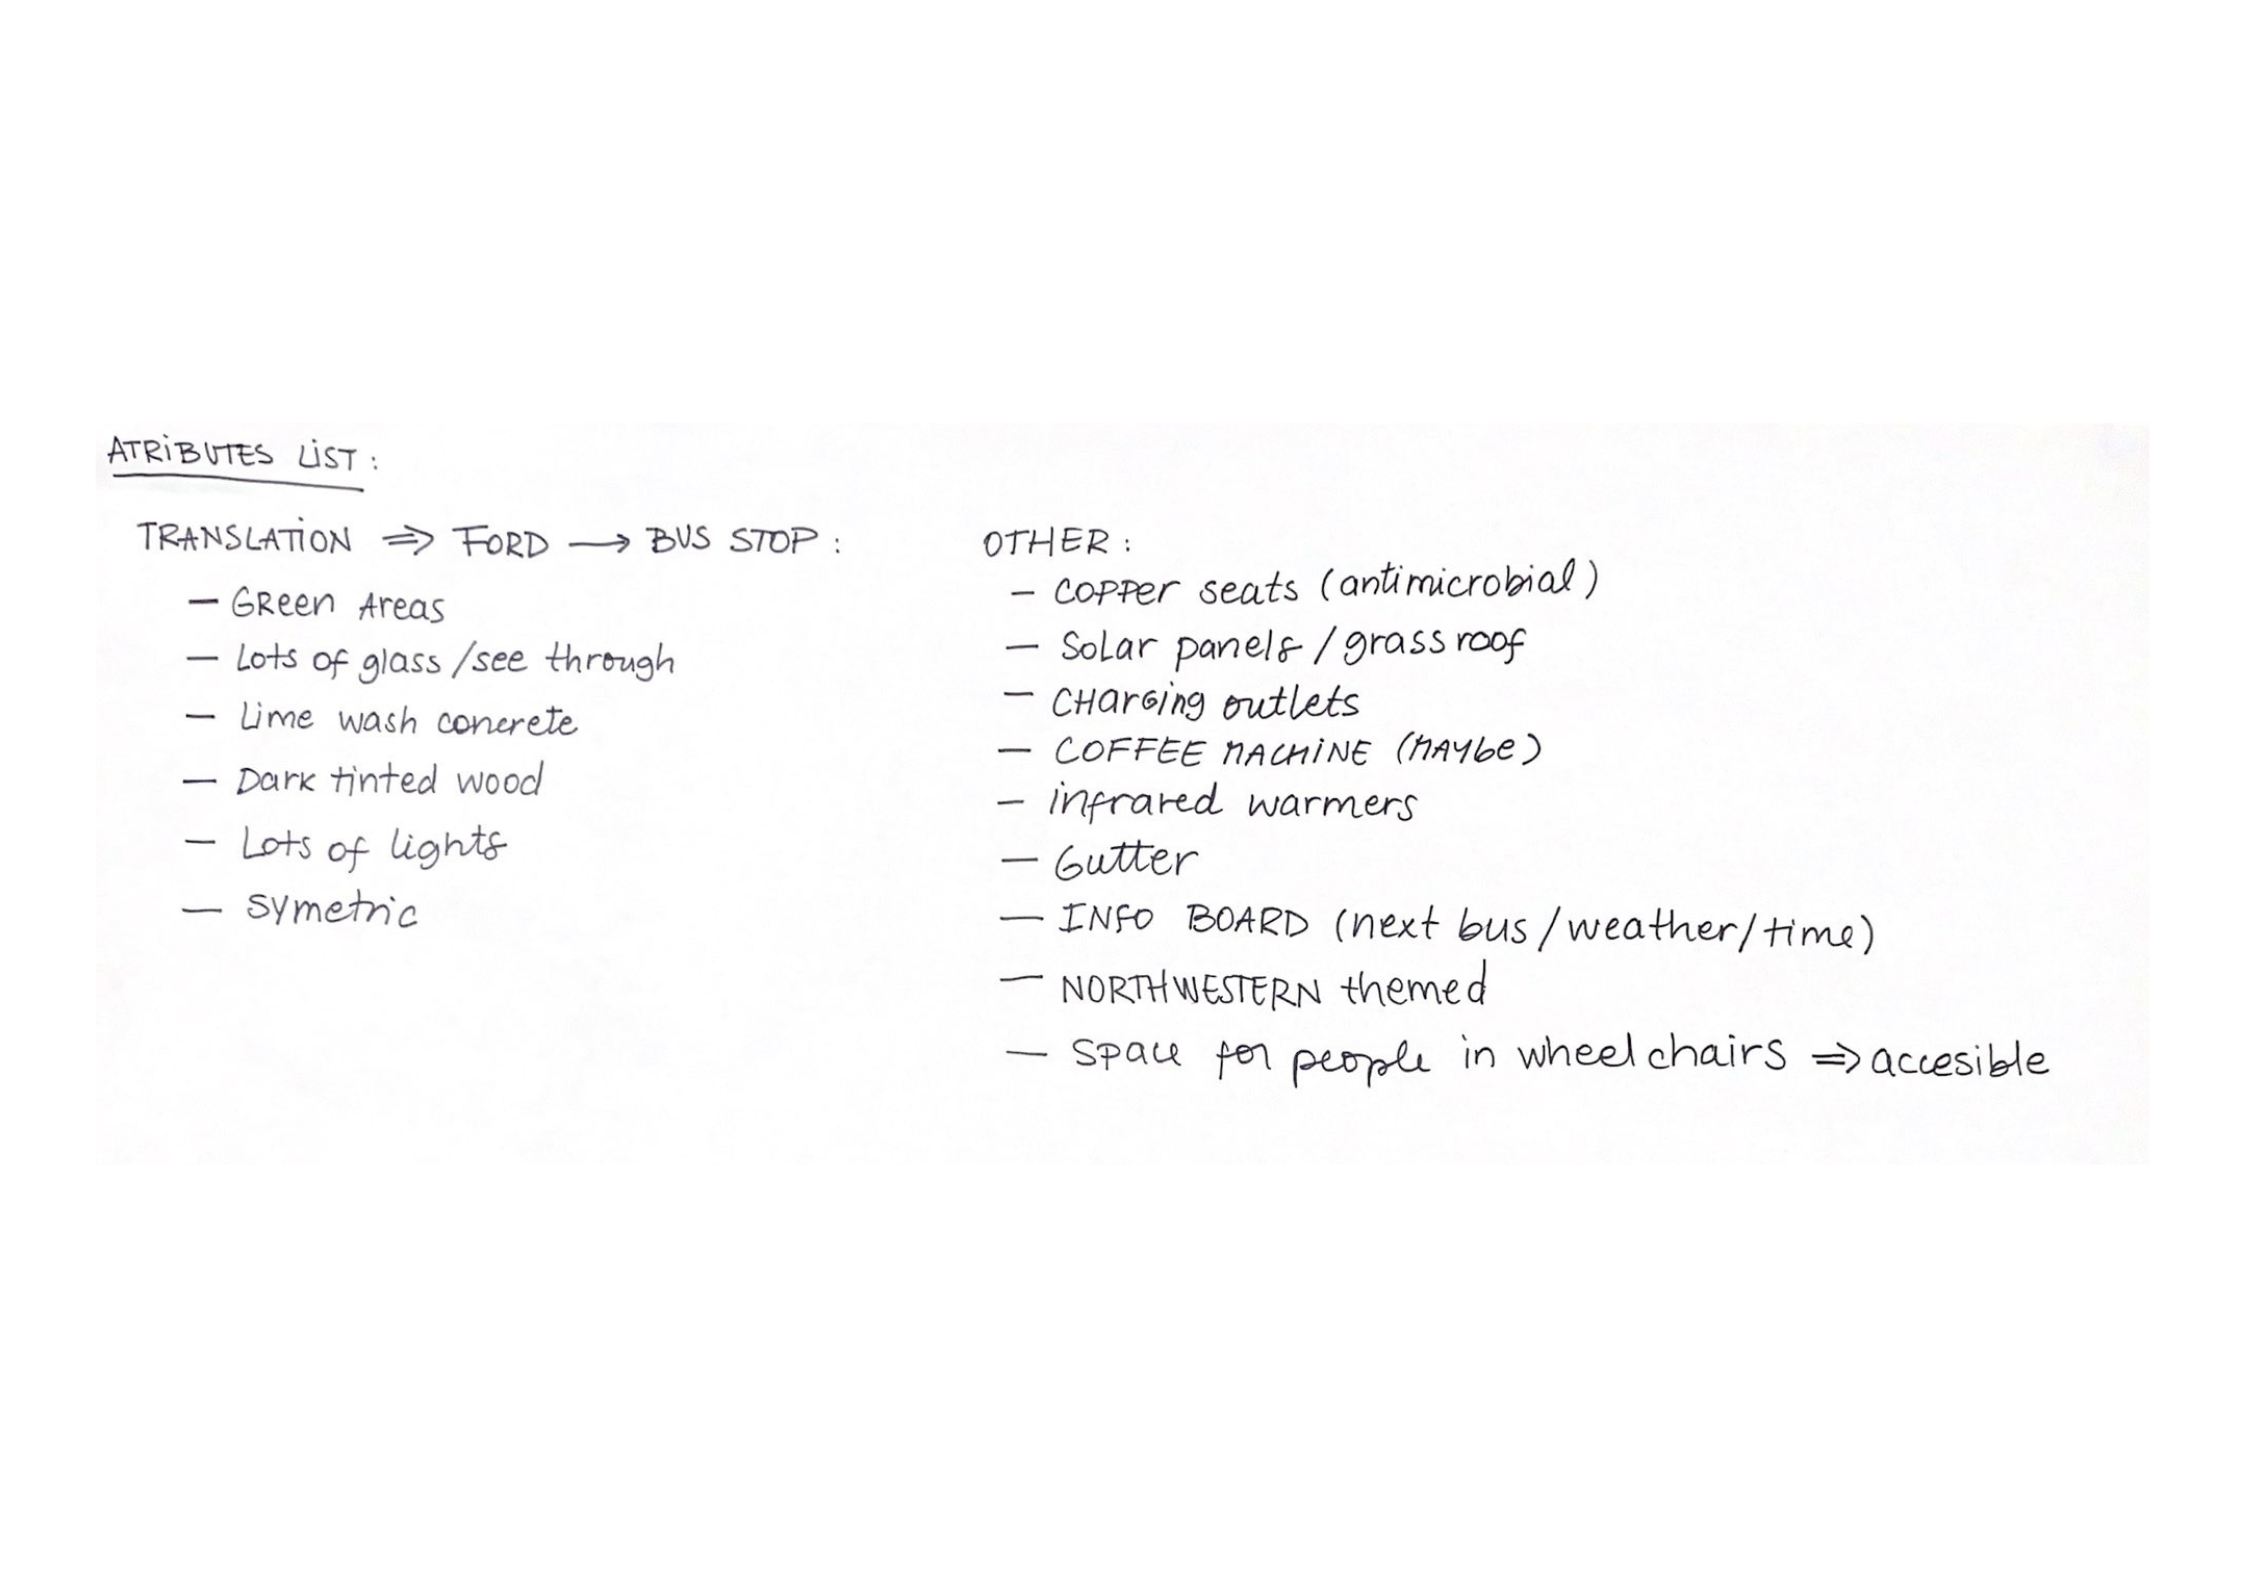 ATRIBUTES LIST :
TRANSLATION ⇒ FORD → BUS STOP :
— Green Areas
— Lots of glass/see through
— Lime wash concrete
— Dark tinted wood
— Lots of lights
— symetric
OTHER :
— copper seats (antimicrobial)
— Solar panels/grass roof
— CHarGing outlets
— COFFEE MACHINE (MAYbe)
— infrared warmers
— Gutter
— INFO BOARD (next bus/weather/time)
— NORTHWESTERN themed
— Space for people in wheel chairs ⇒ accesible